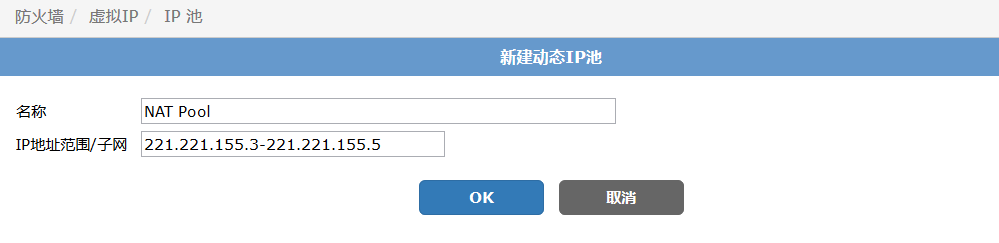 防火墙 / 虚拟IP / IP 池
新建动态IP池
名称 NAT Pool
IP地址范围/子网 221.221.155.3-221.221.155.5
OK 取消